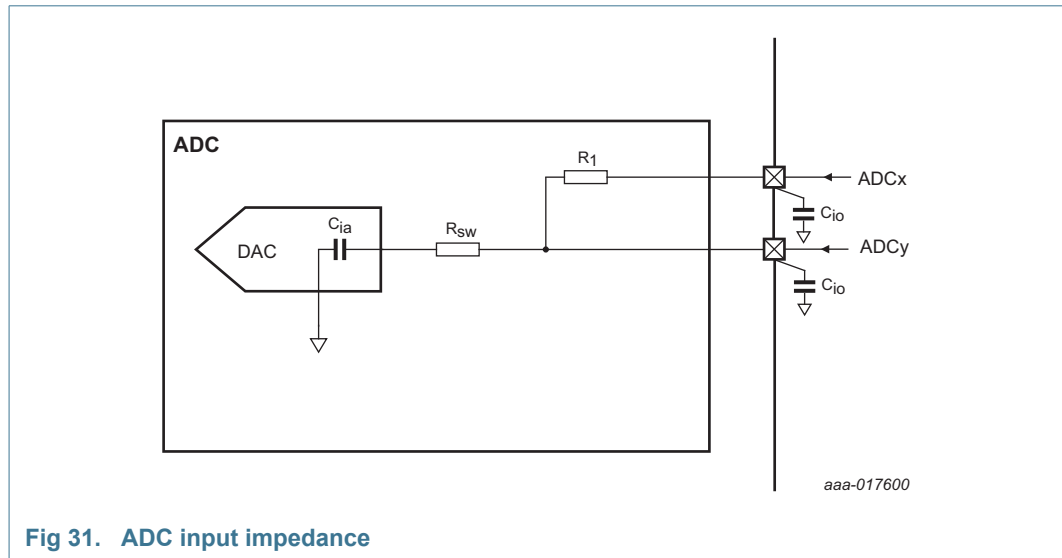 ADC
R1
ADCx
Cio
Cia
Rsw
DAC
ADCy
Cio
aaa-017600
Fig 31. ADC input impedance